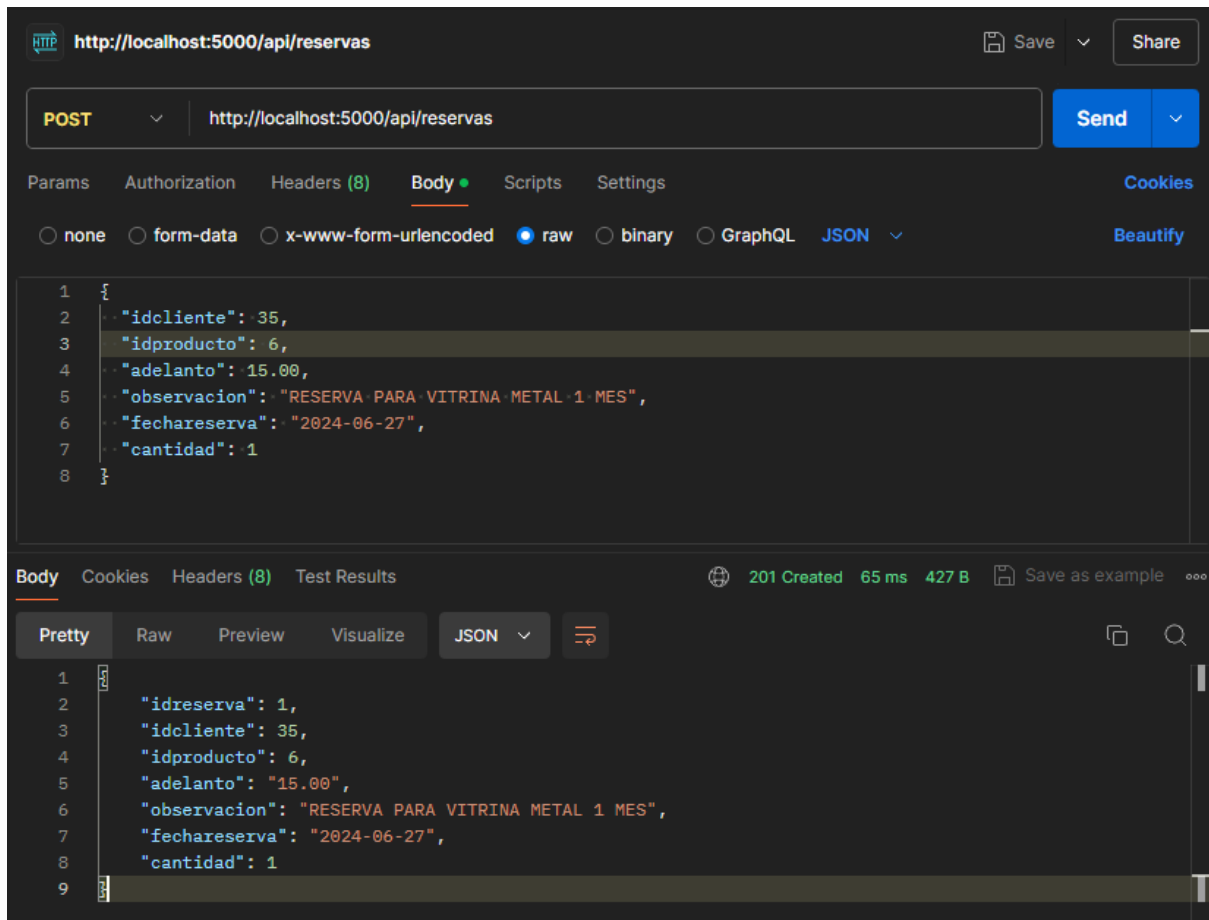 HTTP http://localhost:5000/api/reservas Save Share
POST http://localhost:5000/api/reservas Send
Params Authorization Headers (8) Body Scripts Settings Cookies
none form-data x-www-form-urlencoded raw binary GraphQL JSON Beautify
1 {
2 "idcliente": 35,
3 "idproducto": 6,
4 "adelanto": 15.00,
5 "observacion": "RESERVA PARA VITRINA METAL 1 MES",
6 "fechareserva": "2024-06-27",
7 "cantidad": 1
8 }
Body Cookies Headers (8) Test Results 201 Created 65 ms 427 B Save as example
Pretty Raw Preview Visualize JSON
1 {
2 "idreserva": 1,
3 "idcliente": 35,
4 "idproducto": 6,
5 "adelanto": "15.00",
6 "observacion": "RESERVA PARA VITRINA METAL 1 MES",
7 "fechareserva": "2024-06-27",
8 "cantidad": 1
9 }